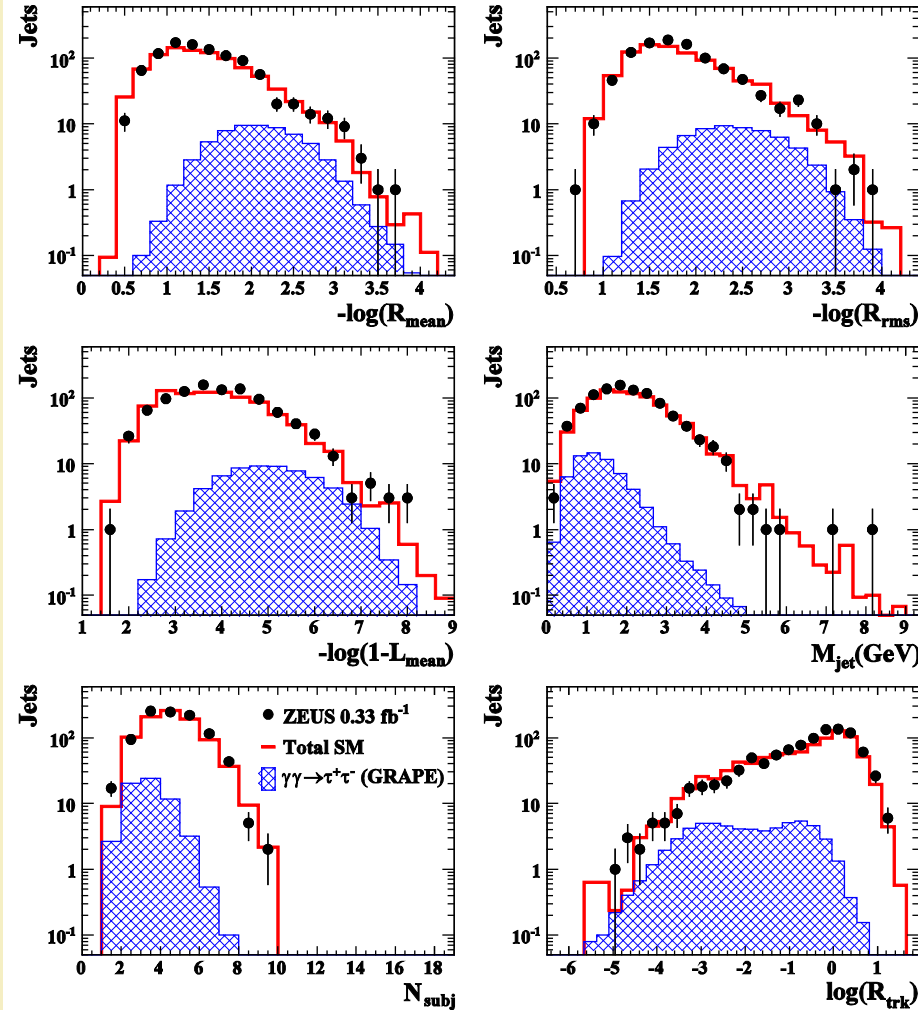 Jets
10²
10
1
10⁻¹
0 0.5 1 1.5 2 2.5 3 3.5 4
-log(R_mean)
Jets
10²
10
1
10⁻¹
0.5 1 1.5 2 2.5 3 3.5 4
-log(R_rms)
Jets
10²
10
1
10⁻¹
1 2 3 4 5 6 7 8 9
-log(1-L_mean)
Jets
10²
10
1
10⁻¹
0 1 2 3 4 5 6 7 8 9
M_jet(GeV)
Jets
10²
10
1
10⁻¹
ZEUS 0.33 fb⁻¹
Total SM
γγ→τ⁺τ⁻ (GRAPE)
0 2 4 6 8 10 12 14 16 18
N_subj
Jets
10²
10
1
10⁻¹
-6 -5 -4 -3 -2 -1 0 1
log(R_trk)